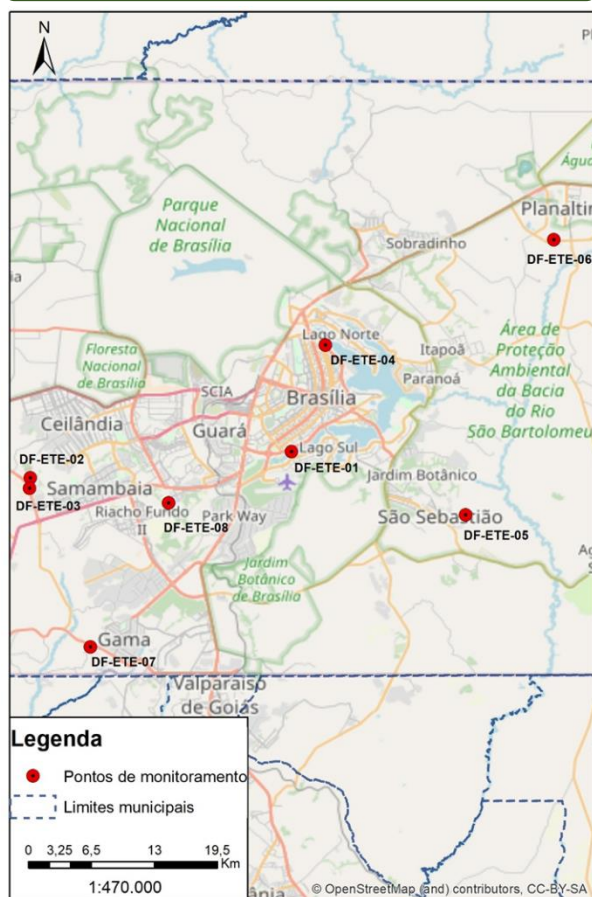 N
Parque
Nacional
de Brasília
Sobradinho
Planaltin
DF-ETE-06
Água
Lago Norte
DF-ETE-04
Itapoã
Paranoá
Área de
Proteção
Ambiental
da Bacia
do Rio
São Bartolomeu
Floresta
Nacional
de Brasília
SCIA
Brasília
Guará
Ceilândia
Lago Sul
DF-ETE-01
DF-ETE-02
DF-ETE-03
Samambaia
Riacho Fundo
II
DF-ETE-08
Park Way
Jardim Botânico
São Sebastião
DF-ETE-05
Jardim
Botânico
de Brasília
Gama
DF-ETE-07
Valparaíso
de Goiás
Legenda
Pontos de monitoramento
Limites municipais
0 3,25 6,5 13 19,5
Km
1:470.000
ânia
© OpenStreetMap (and) contributors, CC-BY-SA